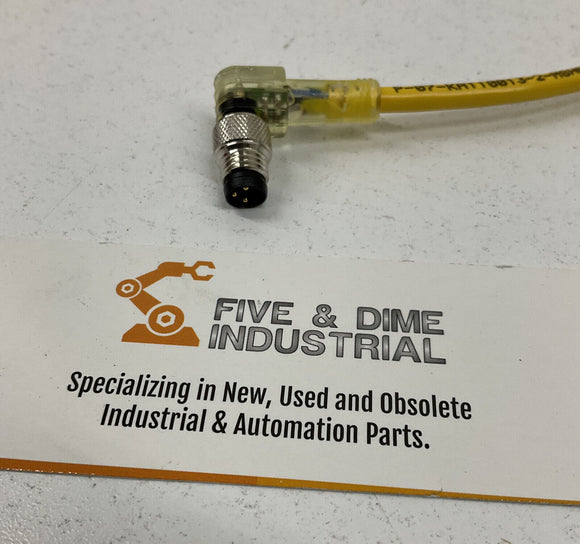 FIVE & DIME
INDUSTRIAL
Specializing in New, Used and Obsolete
Industrial & Automation Parts.